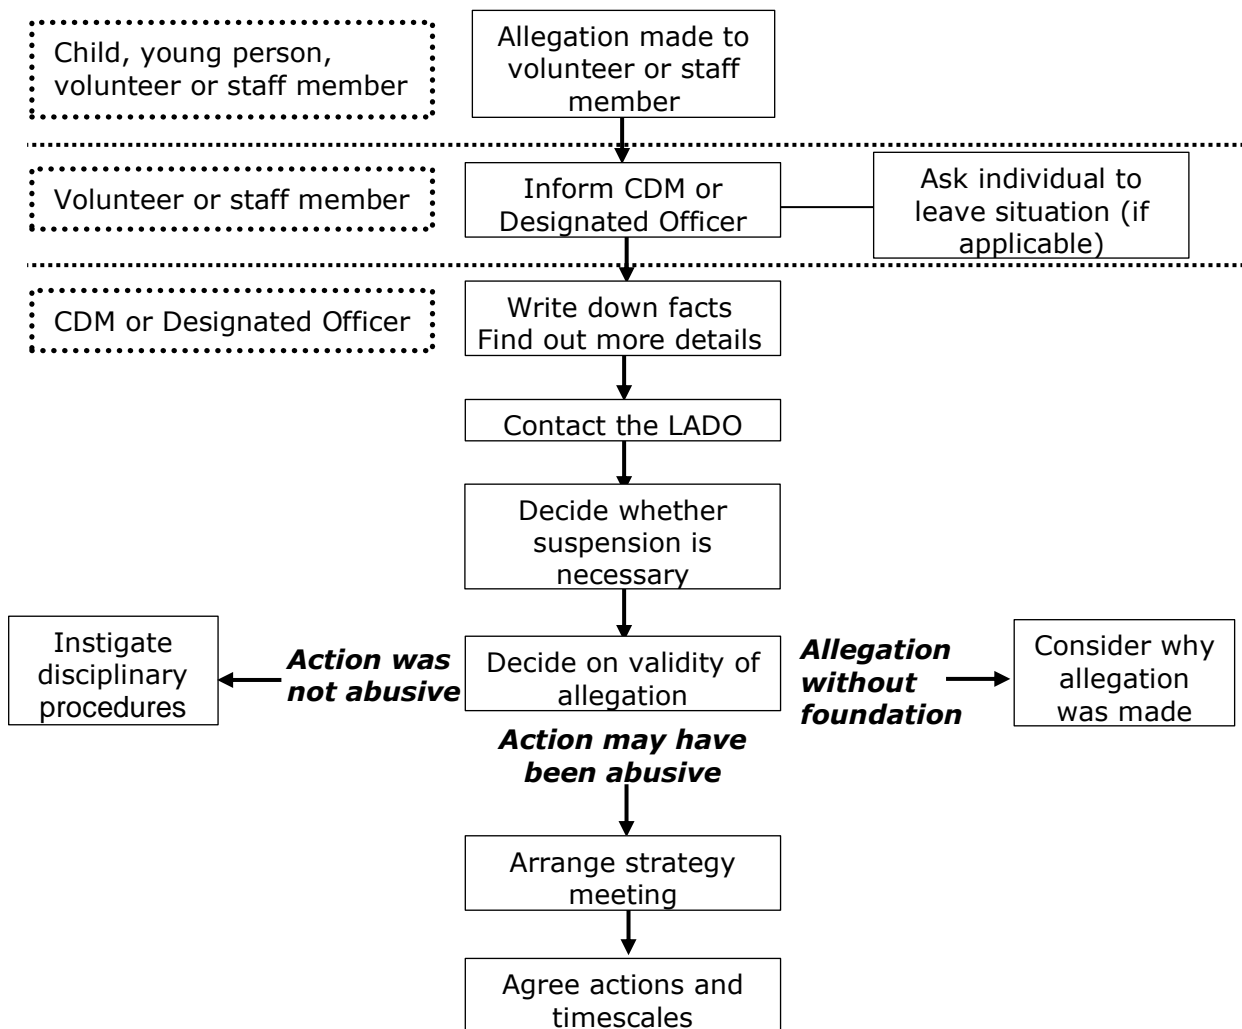 Child, young person,
volunteer or staff member
Allegation made to
volunteer or staff
member
Volunteer or staff member
Inform CDM or
Designated Officer
Ask individual to
leave situation (if
applicable)
CDM or Designated Officer
Write down facts
Find out more details
Contact the LADO
Decide whether
suspension is
necessary
Instigate
disciplinary
procedures
Action was
not abusive
Decide on validity of
allegation
Allegation
without
foundation
Consider why
allegation
was made
Action may have
been abusive
Arrange strategy
meeting
Agree actions and
timescales